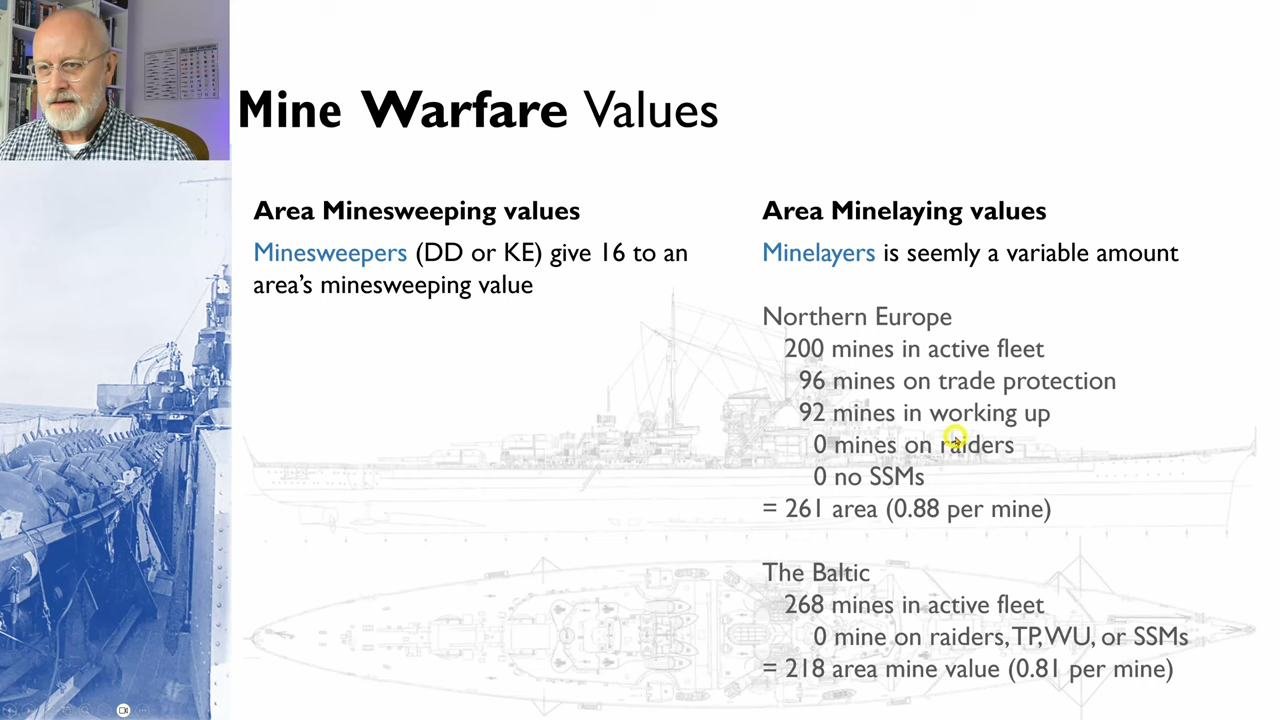 Mine Warfare Values
Area Minesweeping values
Minesweepers (DD or KE) give 16 to an
area's minesweeping value
Area Minelaying values
Minelayers is seemly a variable amount
Northern Europe
200 mines in active fleet
96 mines on trade protection
92 mines in working up
0 mines on raiders
0 no SSMs
= 261 area (0.88 per mine)
The Baltic
268 mines in active fleet
0 mine on raiders, TP, WU, or SSMs
= 218 area mine value (0.81 per mine)